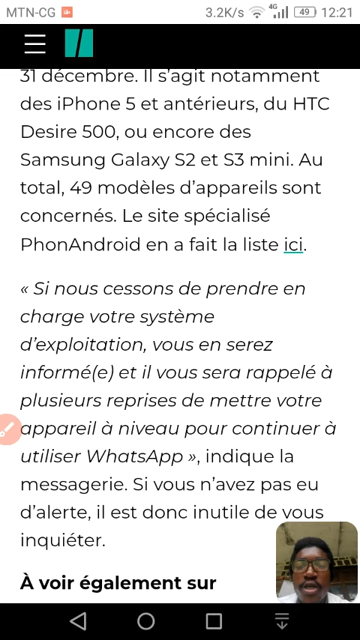 MTN-CG 3.2K/s 4G 49 12:21
31 décembre. Il s'agit notamment
des iPhone 5 et antérieurs, du HTC
Desire 500, ou encore des
Samsung Galaxy S2 et S3 mini. Au
total, 49 modèles d'appareils sont
concernés. Le site spécialisé
PhonAndroid en a fait la liste ici.
« Si nous cessons de prendre en
charge votre système
d'exploitation, vous en serez
informé(e) et il vous sera rappelé à
plusieurs reprises de mettre votre
appareil à niveau pour continuer à
utiliser WhatsApp », indique la
messagerie. Si vous n'avez pas eu
d'alerte, il est donc inutile de vous
inquiéter.
À voir également sur